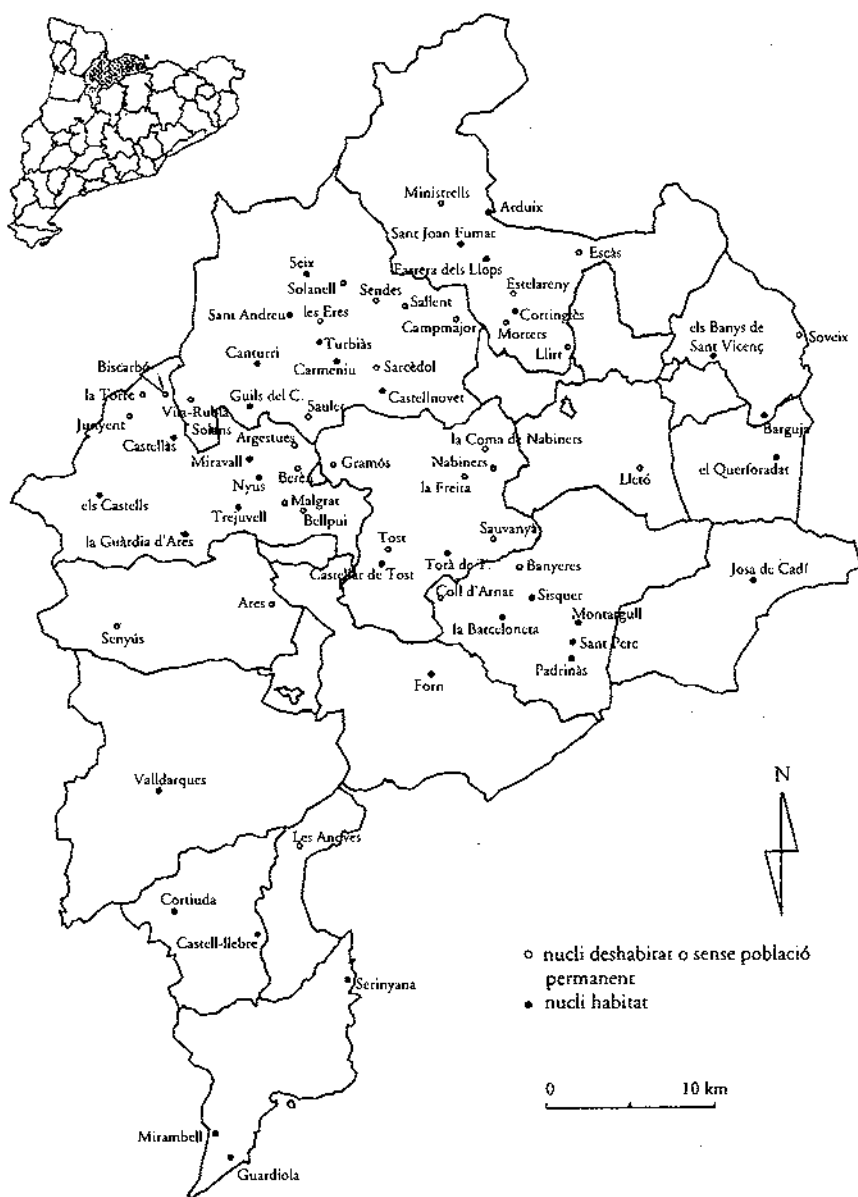 Ministrells
Arduix
Sant Joan Fumat
Farrera dels Llops
Escàs
Seix
Solanell
Sendes
Sallent
Estelareny
Sant Andreu
les Eres
Campmajor
Cortingles
Morters
els Banys de
Sant Vicenç
Soveix
Turbiàs
Llirt
Biscarbó
Canturri
Carmeniu
Sarcèdol
la Torre
Vila-Rubla
Guils del C.
Castellnovet
Junyent
Solans
Saulet
Barguja
Castellàs
Argestues
la Coma de Nabiners
Miravall
Gramós
Nabiners
Lletó
el Querforadat
Beren
Nyus
la Freita
els Castells
Malgrat
Trejuvell
Bellpui
la Guàrdia d'Ares
Tost
Sauvanyà
Castellar de Tost
Torà de T.
Banyeres
Josa de Cadí
Ares
Coll d'Arnat
Sisquer
Senyús
la Barceloneta
Montargull
Sant Pere
Padrinàs
Forn
N
Valldarques
Les Anoves
Cortiuda
Castell-llebre
nucli deshabitat o sense població
permanent
Serinyana
nucli habitat
0 10 km
Mirambell
Guardiola